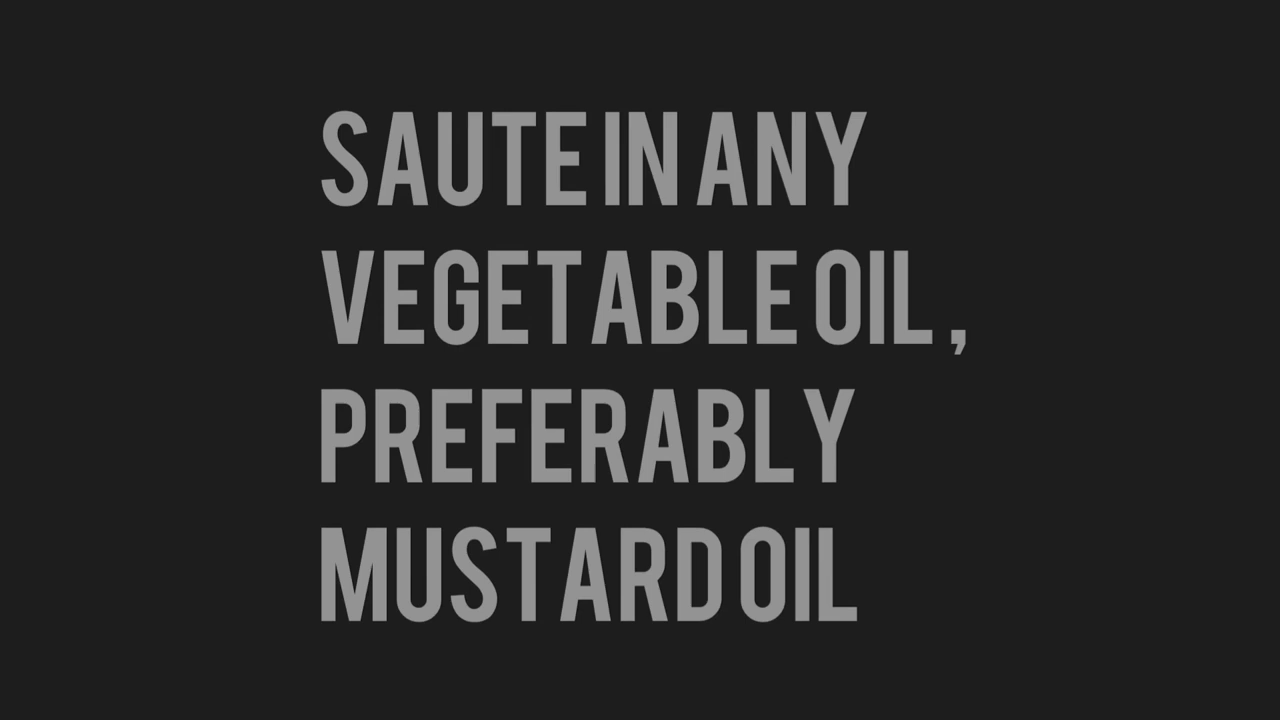 SAUTE IN ANY
VEGETABLE OIL ,
PREFERABLY
MUSTARD OIL